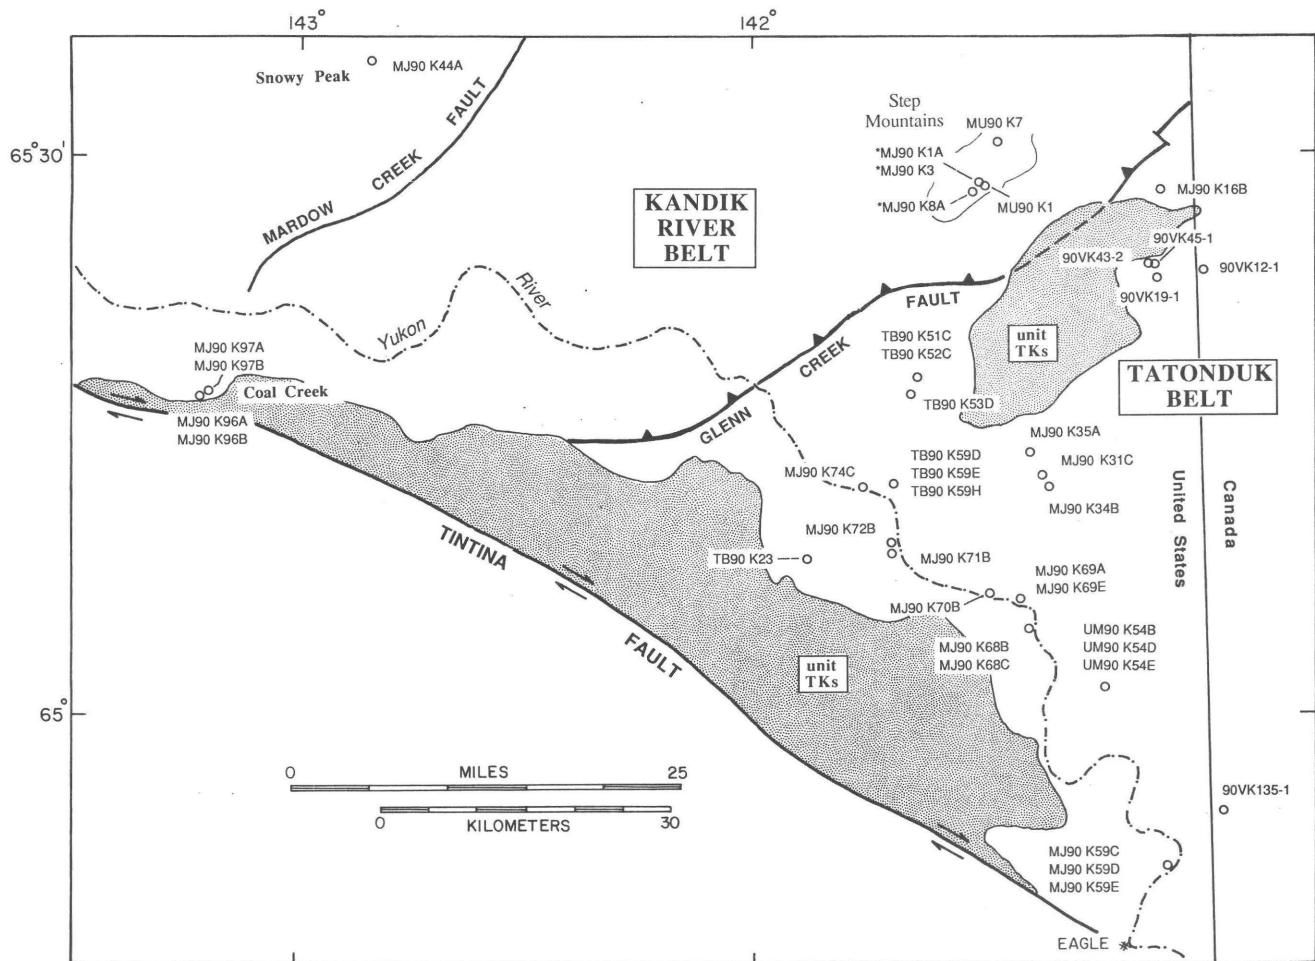 143°
142°
Snowy Peak
MJ90 K44A
MARDOW CREEK FAULT
65°30'
Step
Mountains
MU90 K7
*MJ90 K1A
*MJ90 K3
*MJ90 K8A
MU90 K1
MJ90 K16B
KANDIK
RIVER
BELT
90VK45-1
90VK43-2
90VK12-1
90VK19-1
Yukon River
GLENN CREEK FAULT
unit
TKs
TB90 K51C
TB90 K52C
TB90 K53D
TATONDUK
BELT
MJ90 K97A
MJ90 K97B
Coal Creek
MJ90 K96A
MJ90 K96B
MJ90 K35A
MJ90 K31C
MJ90 K34B
United States
Canada
MJ90 K74C
TB90 K59D
TB90 K59E
TB90 K59H
MJ90 K72B
MJ90 K71B
TB90 K23
TINTINA FAULT
MJ90 K69A
MJ90 K69E
MJ90 K70B
MJ90 K68B
MJ90 K68C
UM90 K54B
UM90 K54D
UM90 K54E
unit
TKs
65°
0 MILES 25
0 KILOMETERS 30
90VK135-1
MJ90 K59C
MJ90 K59D
MJ90 K59E
EAGLE